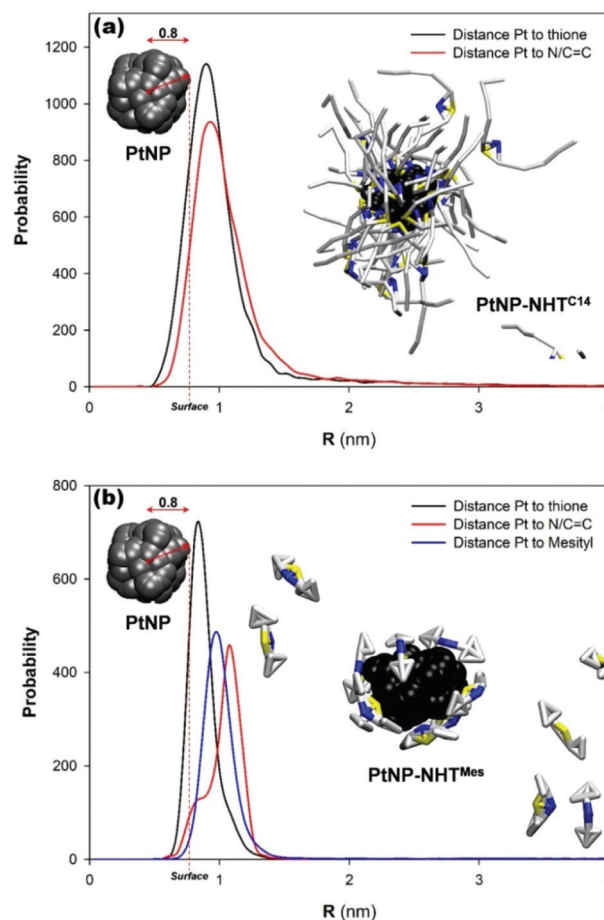 (a)
0.8
PtNP
Distance Pt to thione
Distance Pt to N/C=C
PtNP-NHT^C14
Probability
1200
1000
800
600
400
200
0
0
Surface
1
2
3
R (nm)
(b)
0.8
PtNP
Distance Pt to thione
Distance Pt to N/C=C
Distance Pt to Mesityl
PtNP-NHT^Mes
Probability
800
600
400
200
0
0
Surface
1
2
3
R (nm)